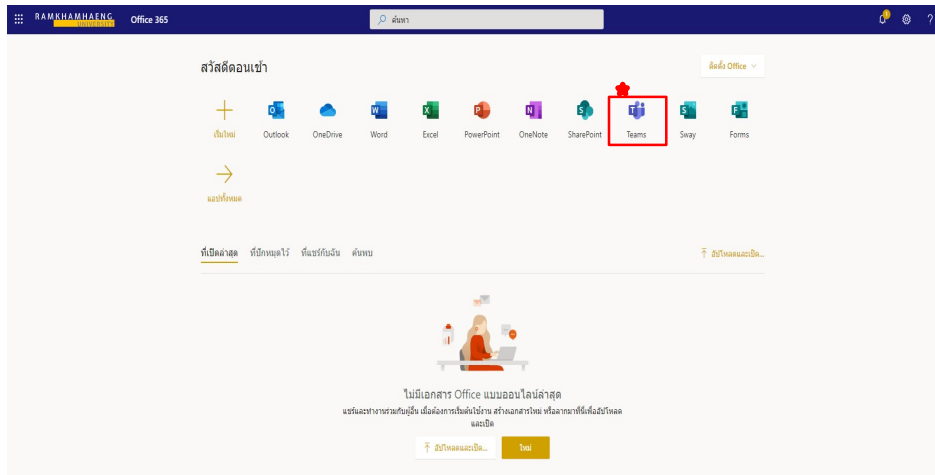 RAMKHAMHAENG
UNIVERSITY
Office 365
ค้นหา
?
สวัสดีตอนเช้า
ติดตั้ง Office
เริ่มใหม่
Outlook
OneDrive
Word
Excel
PowerPoint
OneNote
SharePoint
Teams
Sway
Forms
แอปทั้งหมด
ที่เปิดล่าสุด
ที่ปักหมุดไว้
ที่แชร์กับฉัน
ค้นพบ
อัปโหลดและเปิด...
ไม่มีเอกสาร Office แบบออนไลน์ล่าสุด
แชร์และทำงานร่วมกับผู้อื่น เมื่อต้องการเริ่มต้นใช้งาน สร้างเอกสารใหม่ หรือลากมาที่นี่เพื่ออัปโหลด
และเปิด
อัปโหลดและเปิด...
ใหม่